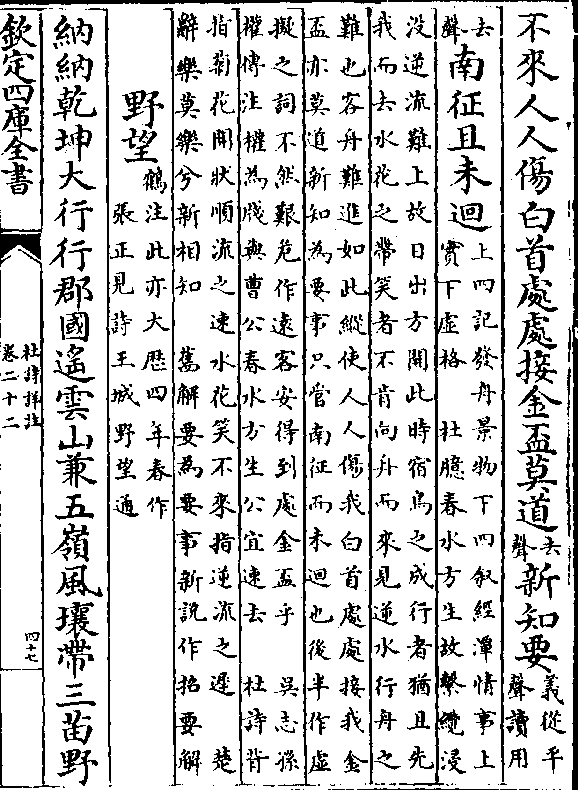 不來人人傷白首處處接金盃莫道去聲新知要義從平聲讀用
去聲南征且未迴上四記發舟景物下四叙經潭情事上
實下虛格　杜臆春水方生故繫纜浸
没逆流難上故日出方開此時宿鳥之成行者猶且先
我而去水花之帶笑者不肯向舟而來見逆水行舟之
難也客舟難進如此縱使人人傷我白首處處接我金
盃亦莫道新知為要事只當南征而未迴也後半作虛
擬之詞不然艱危作遠客安得到處金盃乎　吳志孫
權傳注權為牋與曹公春水方生公宜速去　杜詩背
指菊花開狀順流之速水花笑不來指逆流之遲　楚
辭樂莫樂兮新相知　舊解要為要事新說作招要解
野望鶴注此亦大厯四年春作
張正見詩王城野望通
納納乾坤大行行郡國遙雲山兼五嶺風壤帶三苗野
欽定四庫全書
杜詩詳注
卷二十二
四十七